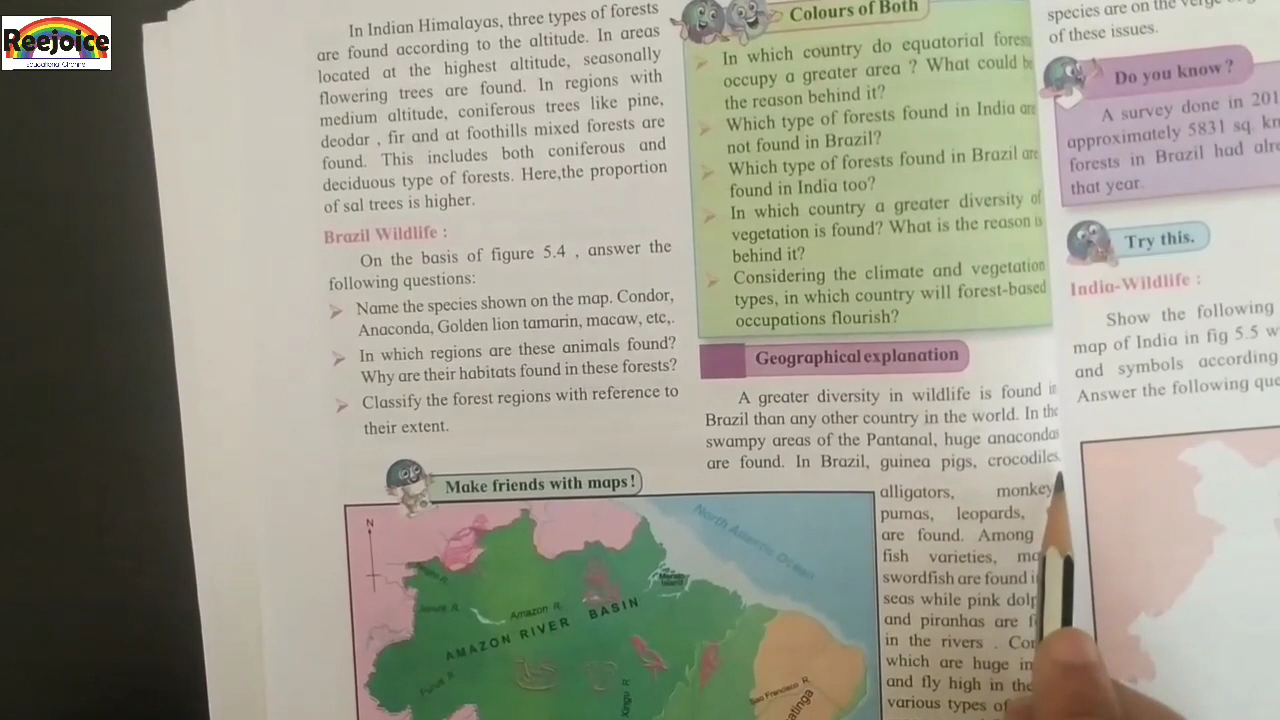 Reejoice
Educational Channel
In Indian Himalayas, three types of forests
are found according to the altitude. In areas
located at the highest altitude, seasonally
flowering trees are found. In regions with
medium altitude, coniferous trees like pine,
deodar , fir and at foothills mixed forests are
found. This includes both coniferous and
deciduous type of forests. Here,the proportion
of sal trees is higher.
Brazil Wildlife :
On the basis of figure 5.4 , answer the
following questions:
Name the species shown on the map. Condor,
Anaconda, Golden lion tamarin, macaw, etc,.
In which regions are these animals found?
Why are their habitats found in these forests?
Classify the forest regions with reference to
their extent.
Make friends with maps!
N
North Atlantic Ocean
Amazon R.
AMAZON RIVER BASIN
Purus R.
Xingu R.
Sao Francisco R.
Colours of Both
In which country do equatorial forests
occupy a greater area ? What could be
the reason behind it?
Which type of forests found in India are
not found in Brazil?
Which type of forests found in Brazil are
found in India too?
In which country a greater diversity of
vegetation is found? What is the reason is
behind it?
Considering the climate and vegetation
types, in which country will forest-based
occupations flourish?
Geographical explanation
A greater diversity in wildlife is found in
Brazil than any other country in the world. In the
swampy areas of the Pantanal, huge anacondas
are found. In Brazil, guinea pigs, crocodiles,
alligators, monkey
pumas, leopards,
are found. Among
fish varieties,
swordfish are found
seas while pink
and piranhas are
in the rivers .
which are huge in
and fly high in the
various types of
species are on the verge
of these issues.
Do you know?
A survey done in 201
approximately 5831 sq. km
forests in Brazil had
that year.
Try this.
India-Wildlife :
Show the following
map of India in fig 5.5
and symbols according
Answer the following